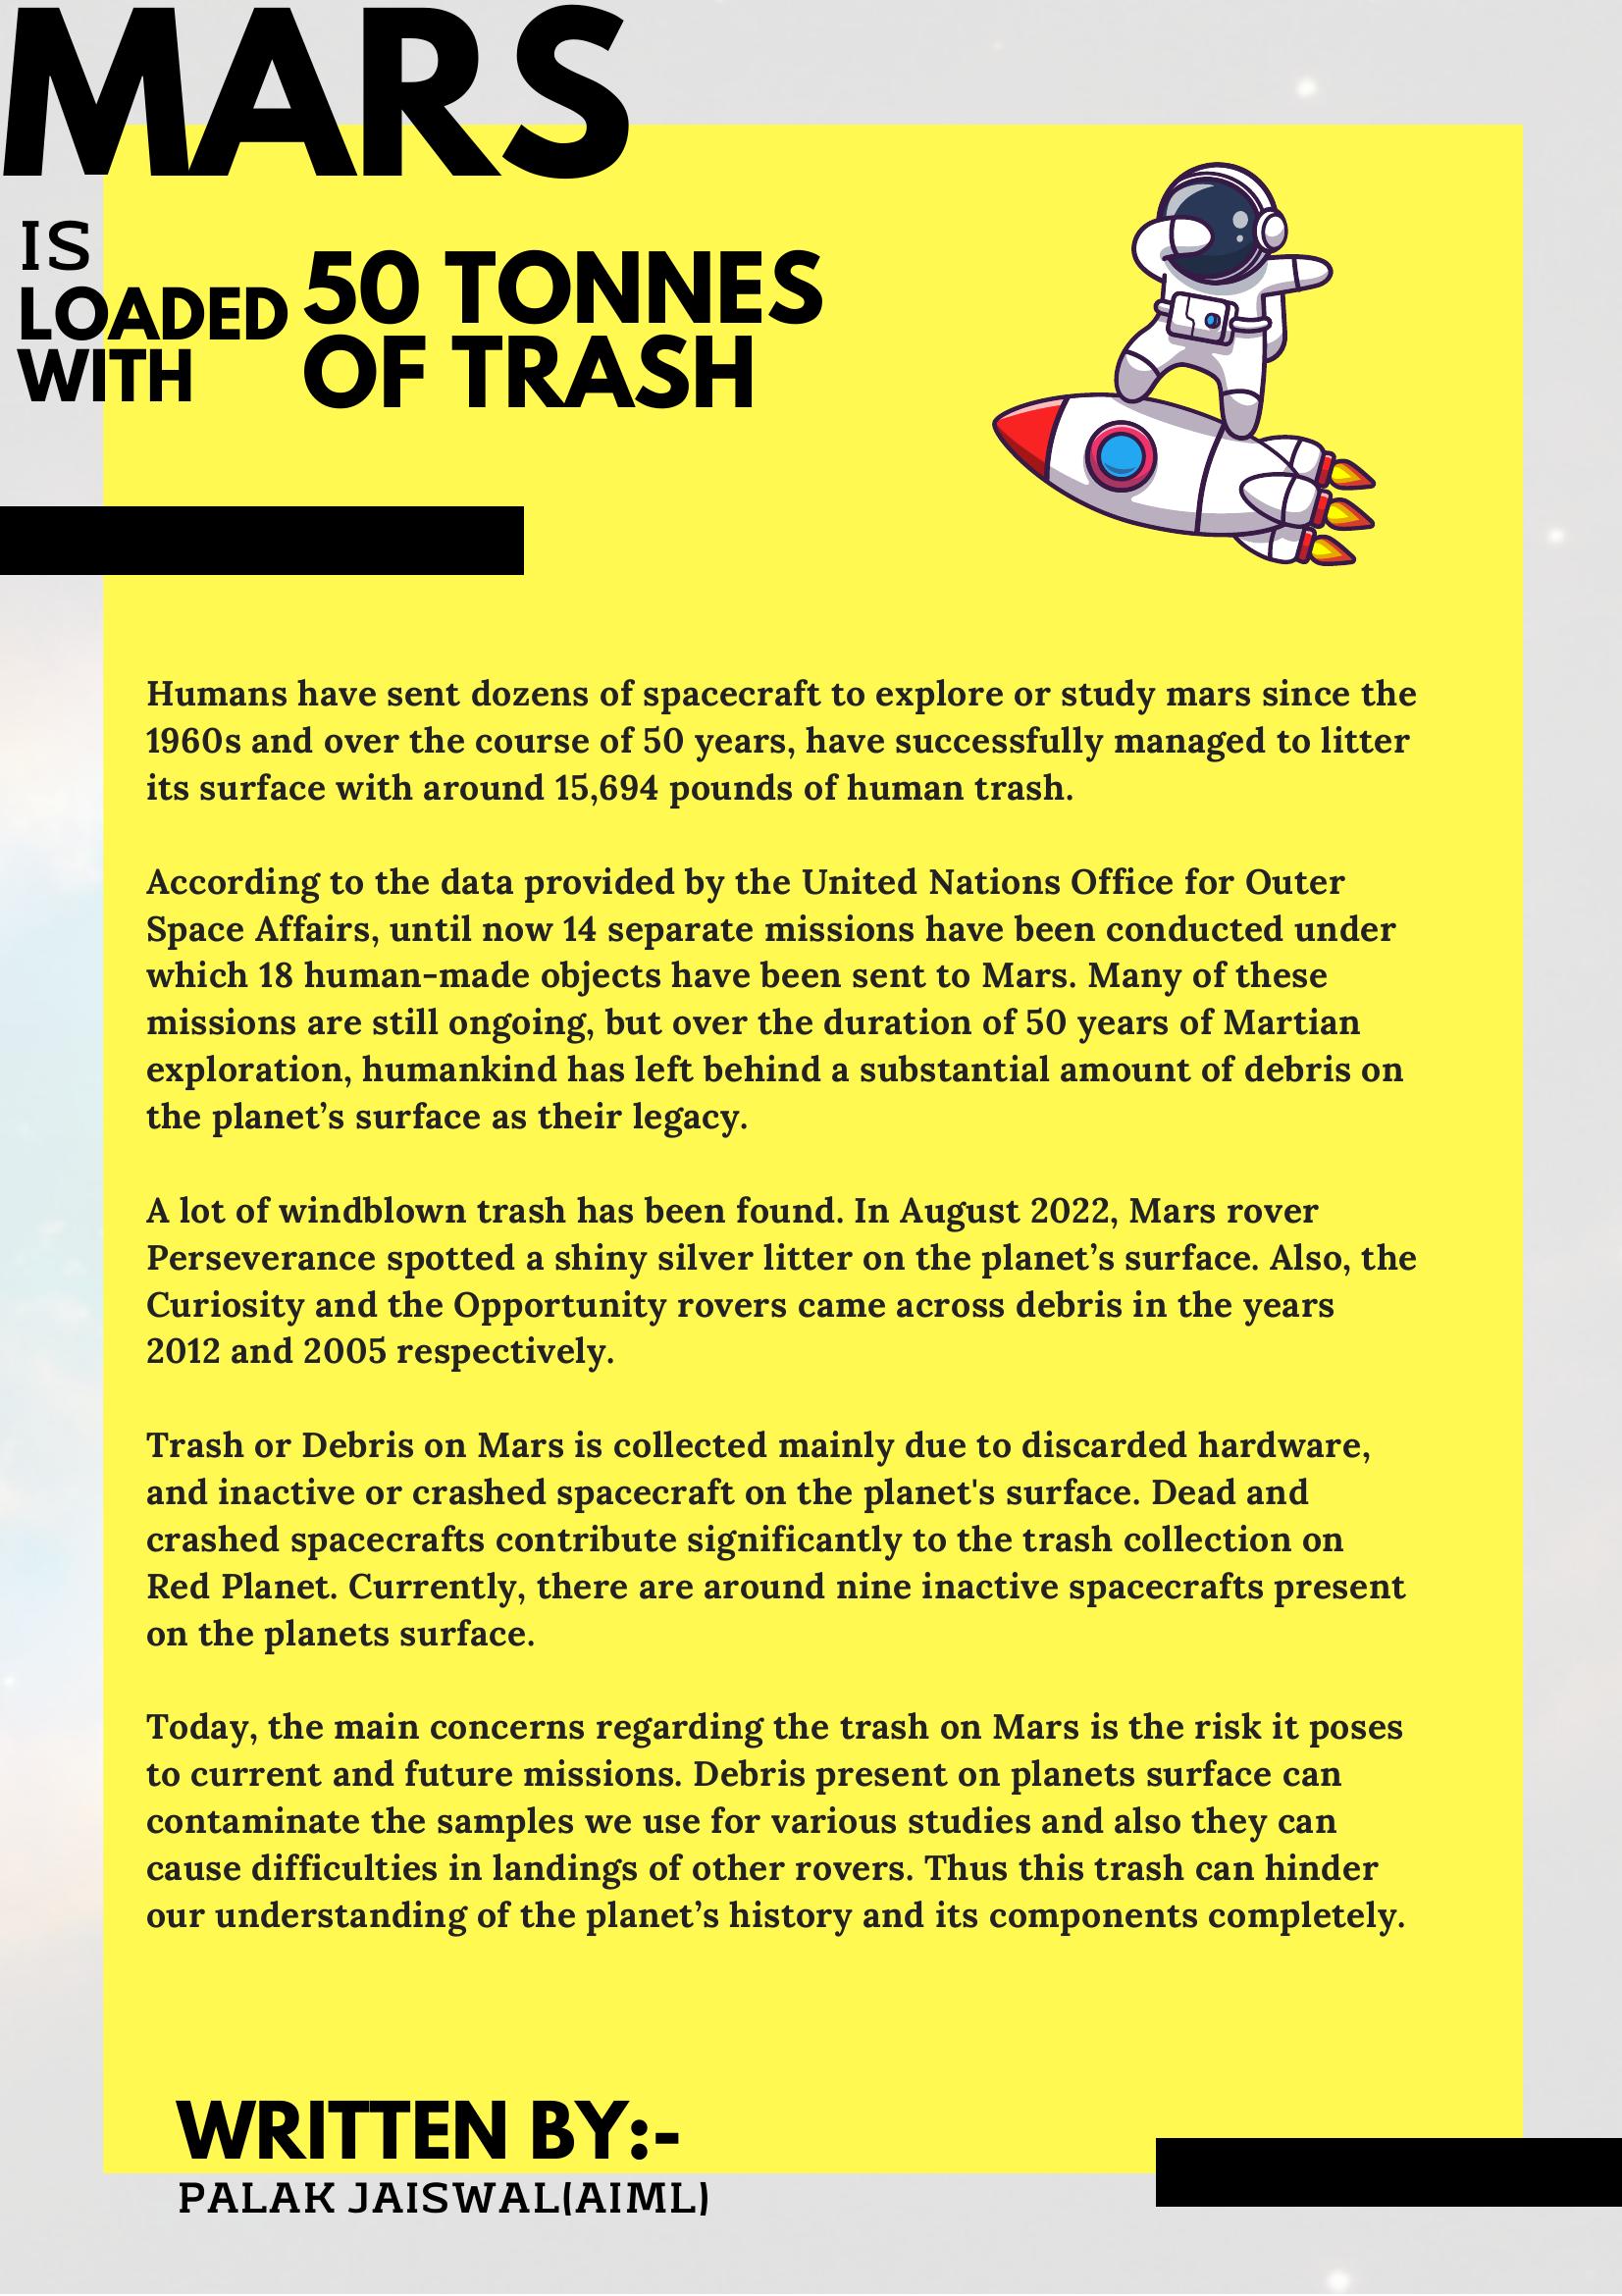 MARS
IS
LOADED
WITH
50 TONNES
OF TRASH
Humans have sent dozens of spacecraft to explore or study mars since the
1960s and over the course of 50 years, have successfully managed to litter
its surface with around 15,694 pounds of human trash.
According to the data provided by the United Nations Office for Outer
Space Affairs, until now 14 separate missions have been conducted under
which 18 human-made objects have been sent to Mars. Many of these
missions are still ongoing, but over the duration of 50 years of Martian
exploration, humankind has left behind a substantial amount of debris on
the planet’s surface as their legacy.
A lot of windblown trash has been found. In August 2022, Mars rover
Perseverance spotted a shiny silver litter on the planet’s surface. Also, the
Curiosity and the Opportunity rovers came across debris in the years
2012 and 2005 respectively.
Trash or Debris on Mars is collected mainly due to discarded hardware,
and inactive or crashed spacecraft on the planet's surface. Dead and
crashed spacecrafts contribute significantly to the trash collection on
Red Planet. Currently, there are around nine inactive spacecrafts present
on the planets surface.
Today, the main concerns regarding the trash on Mars is the risk it poses
to current and future missions. Debris present on planets surface can
contaminate the samples we use for various studies and also they can
cause difficulties in landings of other rovers. Thus this trash can hinder
our understanding of the planet’s history and its components completely.
WRITTEN BY:-
PALAK JAISWAL(AIML)